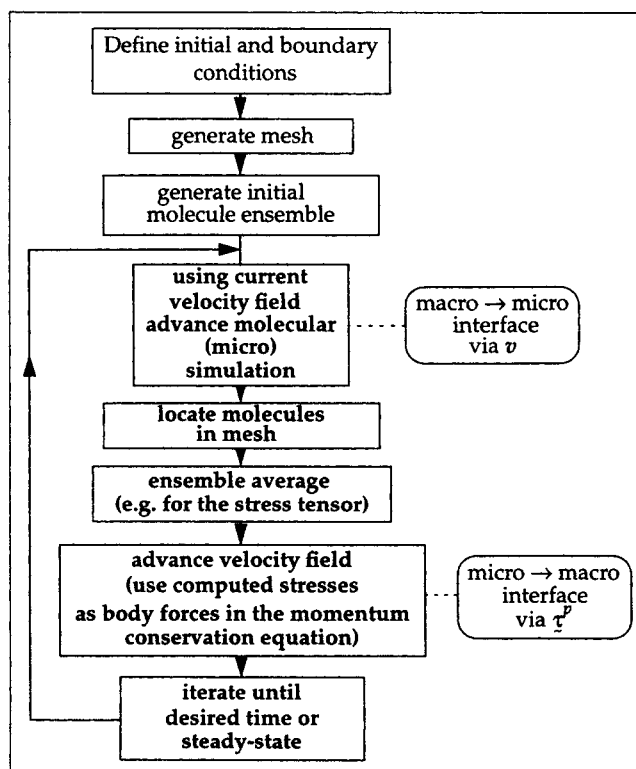 Define initial and boundary
conditions
generate mesh
generate initial
molecule ensemble
using current
velocity field
advance molecular
(micro)
simulation
macro → micro
interface
via v
locate molecules
in mesh
ensemble average
(e.g. for the stress tensor)
advance velocity field
(use computed stresses
as body forces in the momentum
conservation equation)
micro → macro
interface
via τ̰ᵖ
iterate until
desired time or
steady-state